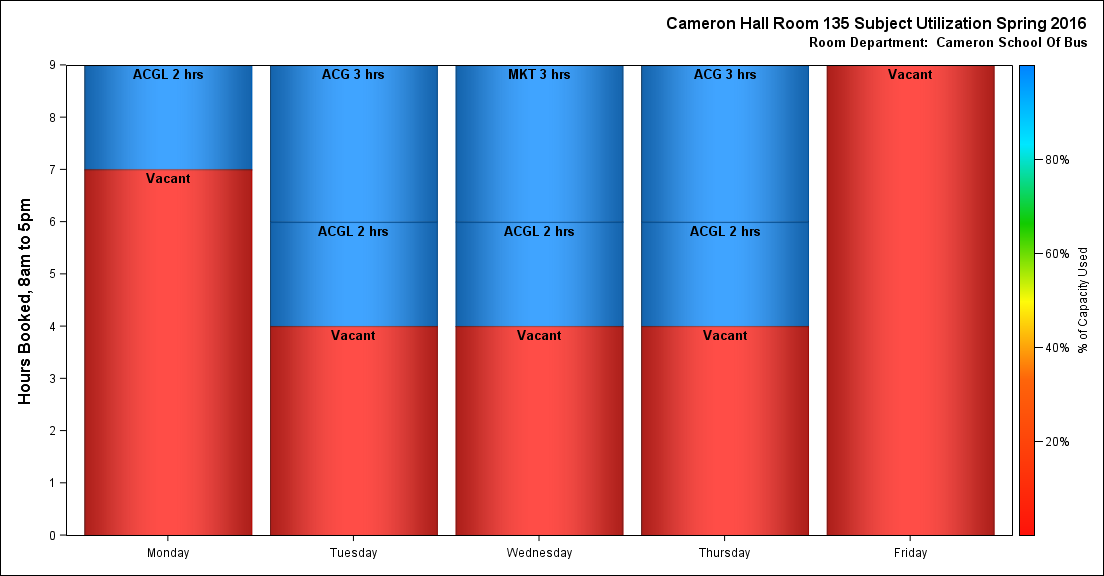 Cameron Hall Room 135 Subject Utilization Spring 2016
Room Department:  Cameron School Of Bus
Hours Booked, 8am to 5pm
9
8
7
6
5
4
3
2
1
0
ACGL 2 hrs
Vacant
ACG 3 hrs
ACGL 2 hrs
Vacant
MKT 3 hrs
ACGL 2 hrs
Vacant
ACG 3 hrs
ACGL 2 hrs
Vacant
Vacant
Monday
Tuesday
Wednesday
Thursday
Friday
80%
60%
40%
20%
% of Capacity Used